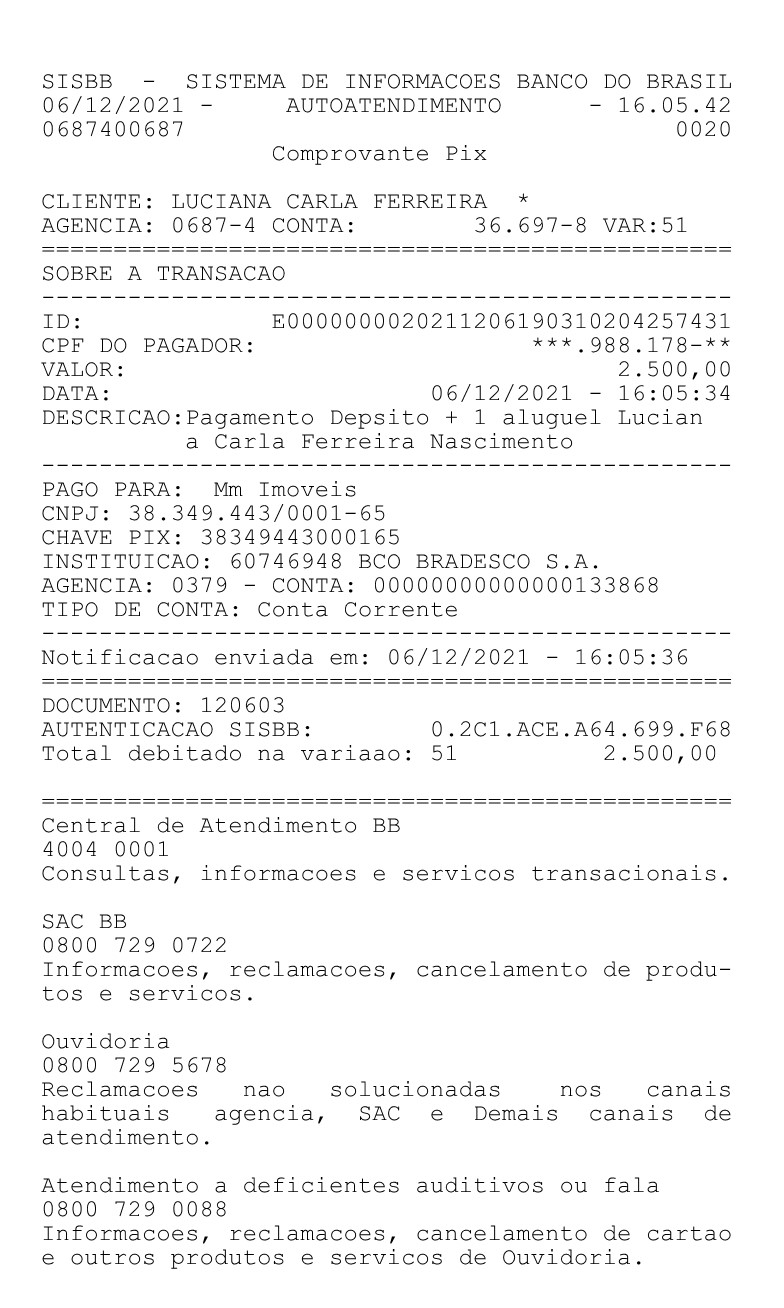 SISBB - SISTEMA DE INFORMACOES BANCO DO BRASIL
06/12/2021 - AUTOATENDIMENTO - 16.05.42
0687400687 0020
Comprovante Pix
CLIENTE: LUCIANA CARLA FERREIRA *
AGENCIA: 0687-4 CONTA: 36.697-8 VAR:51
================================================
SOBRE A TRANSACAO
------------------------------------------------
ID: E00000000202112061903102042574​31
CPF DO PAGADOR: ***.988.178-**
VALOR: 2.500,00
DATA: 06/12/2021 - 16:05:34
DESCRICAO:Pagamento Depsito + 1 aluguel Lucian
a Carla Ferreira Nascimento
------------------------------------------------
PAGO PARA: Mm Imoveis
CNPJ: 38.349.443/0001-65
CHAVE PIX: 38349443000165
INSTITUICAO: 60746948 BCO BRADESCO S.A.
AGENCIA: 0379 - CONTA: 00000000000000133868
TIPO DE CONTA: Conta Corrente
------------------------------------------------
Notificacao enviada em: 06/12/2021 - 16:05:36
================================================
DOCUMENTO: 120603
AUTENTICACAO SISBB: 0.2C1.ACE.A64.699.F68
Total debitado na variaao: 51 2.500,00
================================================
Central de Atendimento BB
4004 0001
Consultas, informacoes e servicos transacionais.
SAC BB
0800 729 0722
Informacoes, reclamacoes, cancelamento de produ-
tos e servicos.
Ouvidoria
0800 729 5678
Reclamacoes nao solucionadas nos canais
habituais agencia, SAC e Demais canais de
atendimento.
Atendimento a deficientes auditivos ou fala
0800 729 0088
Informacoes, reclamacoes, cancelamento de cartao
e outros produtos e servicos de Ouvidoria.